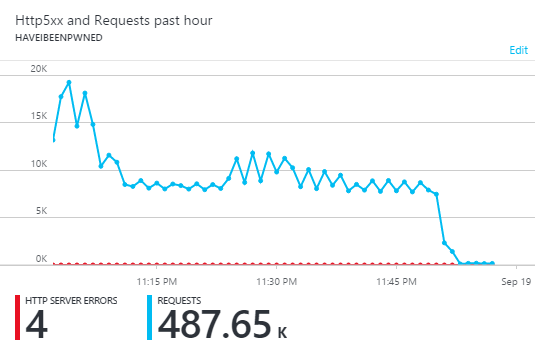 Http5xx and Requests past hour
HAVEIBEENPWNED
Edit
20K
15K
10K
5K
0K
11:15 PM 11:30 PM 11:45 PM Sep 19
HTTP SERVER ERRORS REQUESTS
4 487.65 K